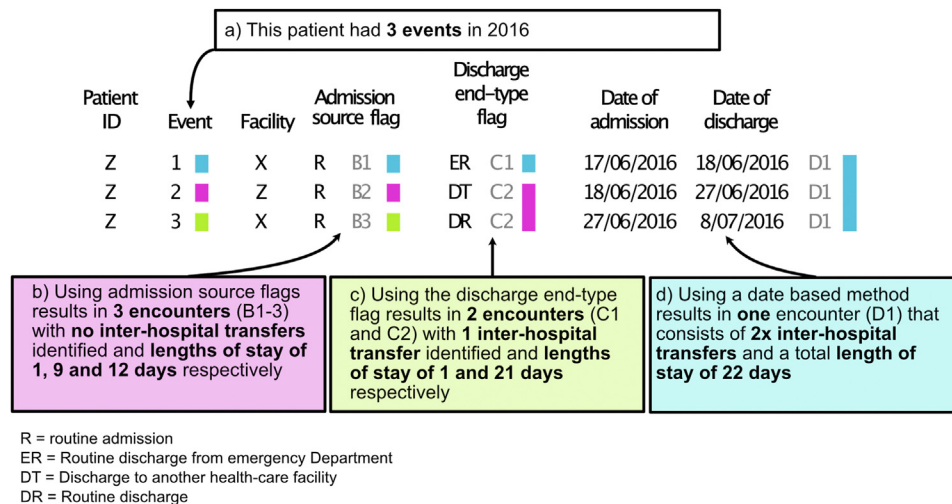 a) This patient had 3 events in 2016
Patient ID Event Facility Admission source flag Discharge end-type flag Date of admission Date of discharge
Z 1 X R B1 ER C1 17/06/2016 18/06/2016 D1
Z 2 Z R B2 DT C2 18/06/2016 27/06/2016 D1
Z 3 X R B3 DR C2 27/06/2016 8/07/2016 D1
b) Using admission source flags
results in 3 encounters (B1-3)
with no inter-hospital transfers
identified and lengths of stay of
1, 9 and 12 days respectively
c) Using the discharge end-type
flag results in 2 encounters (C1
and C2) with 1 inter-hospital
transfer identified and lengths
of stay of 1 and 21 days
respectively
d) Using a date based method
results in one encounter (D1) that
consists of 2x inter-hospital
transfers and a total length of
stay of 22 days
R = routine admission
ER = Routine discharge from emergency Department
DT = Discharge to another health-care facility
DR = Routine discharge